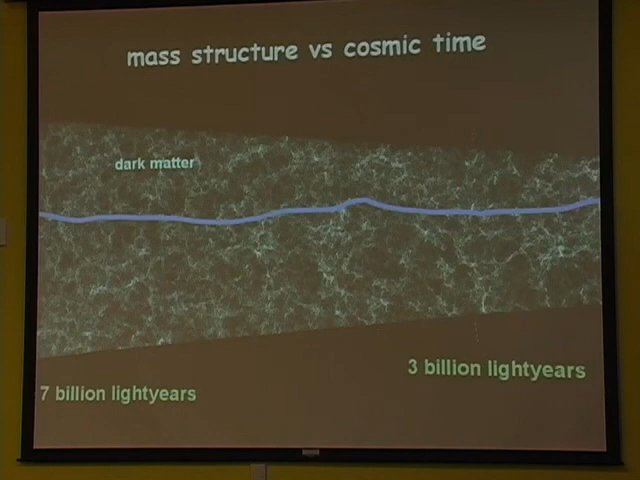 mass structure vs cosmic time
dark matter
3 billion lightyears
7 billion lightyears